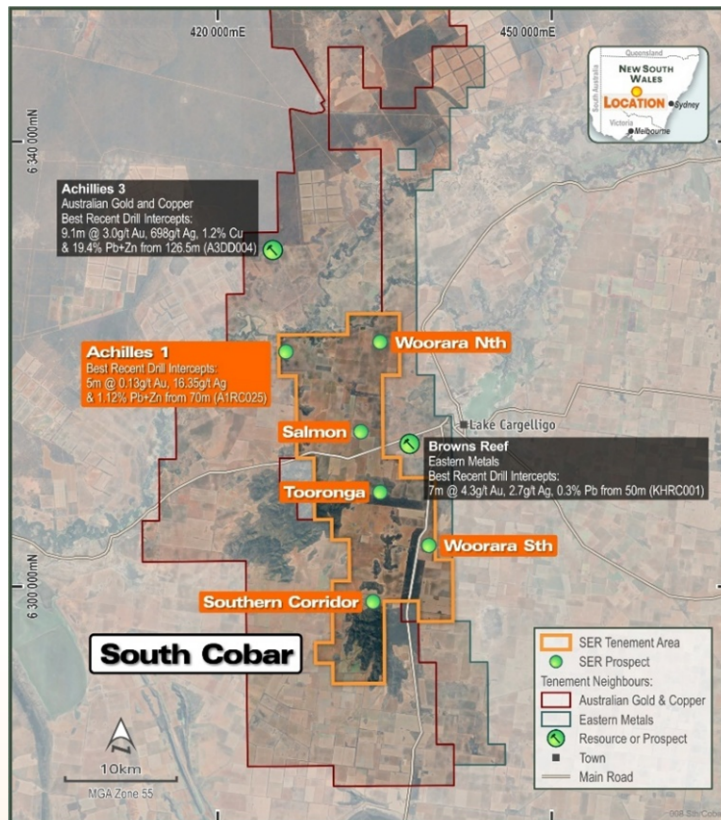 420 000mE
450 000mE
Queensland
South Australia
NEW SOUTH
WALES
LOCATION
Sydney
Victoria
Melbourne
6 340 000mN
Achillies 3
Australian Gold and Copper
Best Recent Drill Intercepts:
9.1m @ 3.0g/t Au, 698g/t Ag, 1.2% Cu
& 19.4% Pb+Zn from 126.5m (A3DD004)
Achilles 1
Best Recent Drill Intercepts:
5m @ 0.13g/t Au, 16.35g/t Ag
& 1.12% Pb+Zn from 70m (A1RC025)
Woorara Nth
Salmon
Lake Cargelligo
Browns Reef
Eastern Metals
Best Recent Drill Intercepts:
7m @ 4.3g/t Au, 2.7g/t Ag, 0.3% Pb from 50m (KHRC001)
Tooronga
Woorara Sth
6 300 000mN
Southern Corridor
South Cobar
SER Tenement Area
SER Prospect
Tenement Neighbours:
Australian Gold & Copper
Eastern Metals
Resource or Prospect
Town
Main Road
N
10km
MGA Zone 55